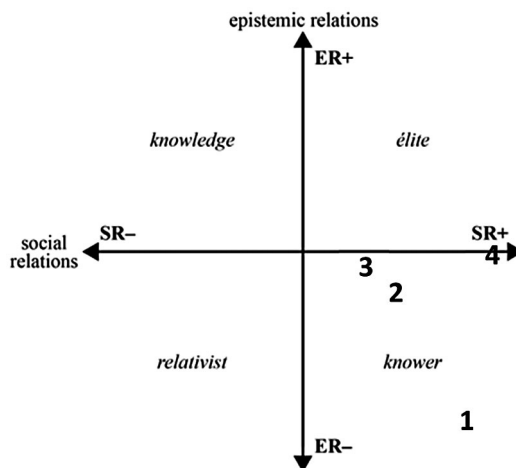 epistemic relations
ER+
knowledge
élite
SR–
SR+
social
relations
4
3
2
relativist
knower
1
ER–